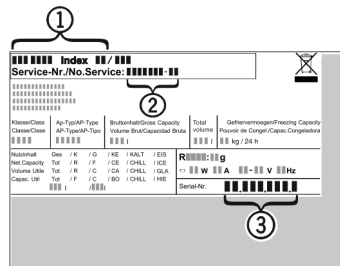 1
Index /
Service-Nr./No.Service: -
2
Klasse/Class Ap-Typ/AP-Type Bruttoinhalt/Gross Capacity Total Gefriervermoegen/Freezing Capacity
Classe/Clase AP-Type/AP-Tipo Volume Brut/Capacidad Bruta volume Pouvoir de Congel./Capac.Congeladora
l l kg / 24 h
Nutzinhalt Ges / K / G / KE / KALT / EIS
Net.Capacity Tot / R / F / CE / CHILL / ICE
Volume Utile Tot / R / C / CA / CHILL / GLA
Capac. Util Tot / F / C / BO / CHILL / HIE
l / l
R : g
W A - V Hz
Serial-Nr. . . .
3